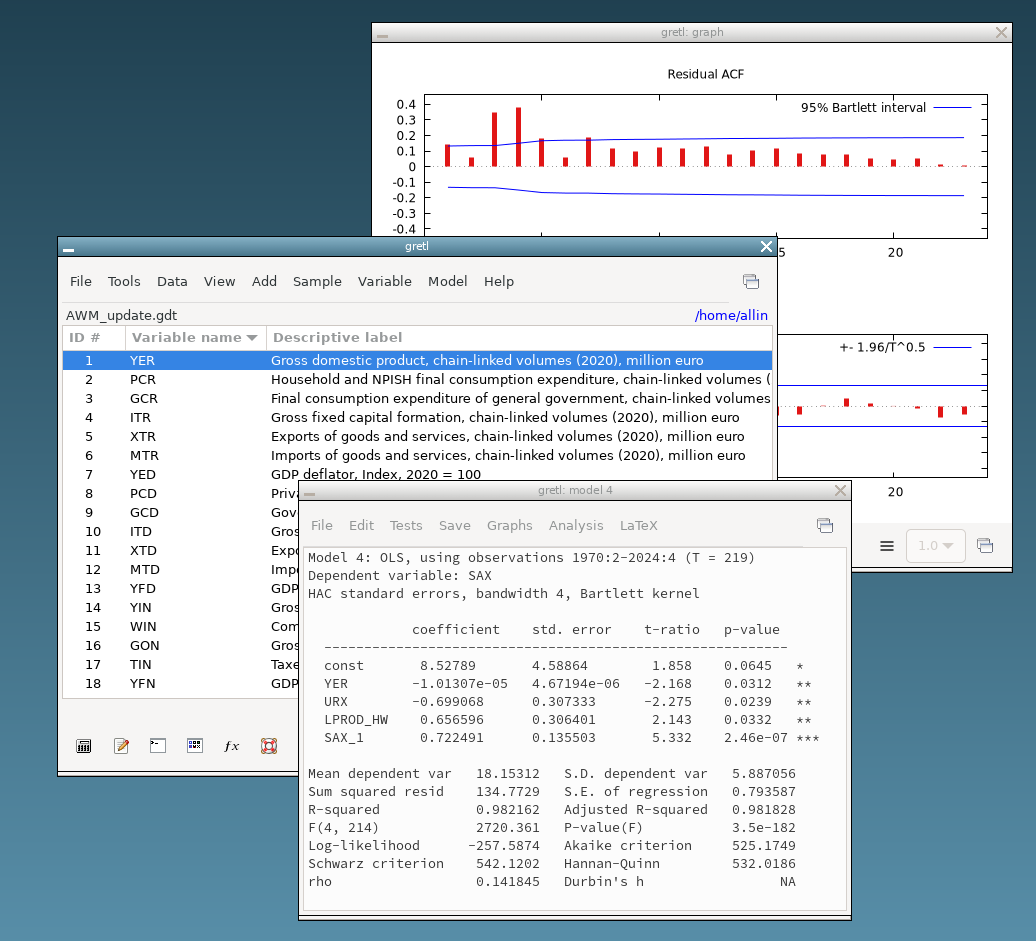 gretl: graph
Residual ACF
95% Bartlett interval
0.4
0.3
0.2
0.1
0
-0.1
-0.2
-0.3
-0.4
5 20
+- 1.96/T^0.5
20
1.0
gretl
File Tools Data View Add Sample Variable Model Help
AWM_update.gdt /home/allin
ID # Variable name Descriptive label
1 YER Gross domestic product, chain-linked volumes (2020), million euro
2 PCR Household and NPISH final consumption expenditure, chain-linked volumes (
3 GCR Final consumption expenditure of general government, chain-linked volumes
4 ITR Gross fixed capital formation, chain-linked volumes (2020), million euro
5 XTR Exports of goods and services, chain-linked volumes (2020), million euro
6 MTR Imports of goods and services, chain-linked volumes (2020), million euro
7 YED GDP deflator, Index, 2020 = 100
8 PCD Priv
9 GCD Gov
10 ITD Gros
11 XTD Expo
12 MTD Impo
13 YFD GDP
14 YIN Gros
15 WIN Com
16 GON Gros
17 TIN Taxe
18 YFN GDP
fx
gretl: model 4
File Edit Tests Save Graphs Analysis LaTeX
Model 4: OLS, using observations 1970:2-2024:4 (T = 219)
Dependent variable: SAX
HAC standard errors, bandwidth 4, Bartlett kernel
coefficient std. error t-ratio p-value
---------------------------------------------------------
const 8.52789 4.58864 1.858 0.0645 *
YER −1.01307e-05 4.67194e-06 −2.168 0.0312 **
URX −0.699068 0.307333 −2.275 0.0239 **
LPROD_HW 0.656596 0.306401 2.143 0.0332 **
SAX_1 0.722491 0.135503 5.332 2.46e-07 ***
Mean dependent var 18.15312 S.D. dependent var 5.887056
Sum squared resid 134.7729 S.E. of regression 0.793587
R-squared 0.982162 Adjusted R-squared 0.981828
F(4, 214) 2720.361 P-value(F) 3.5e-182
Log-likelihood −257.5874 Akaike criterion 525.1749
Schwarz criterion 542.1202 Hannan-Quinn 532.0186
rho 0.141845 Durbin's h NA